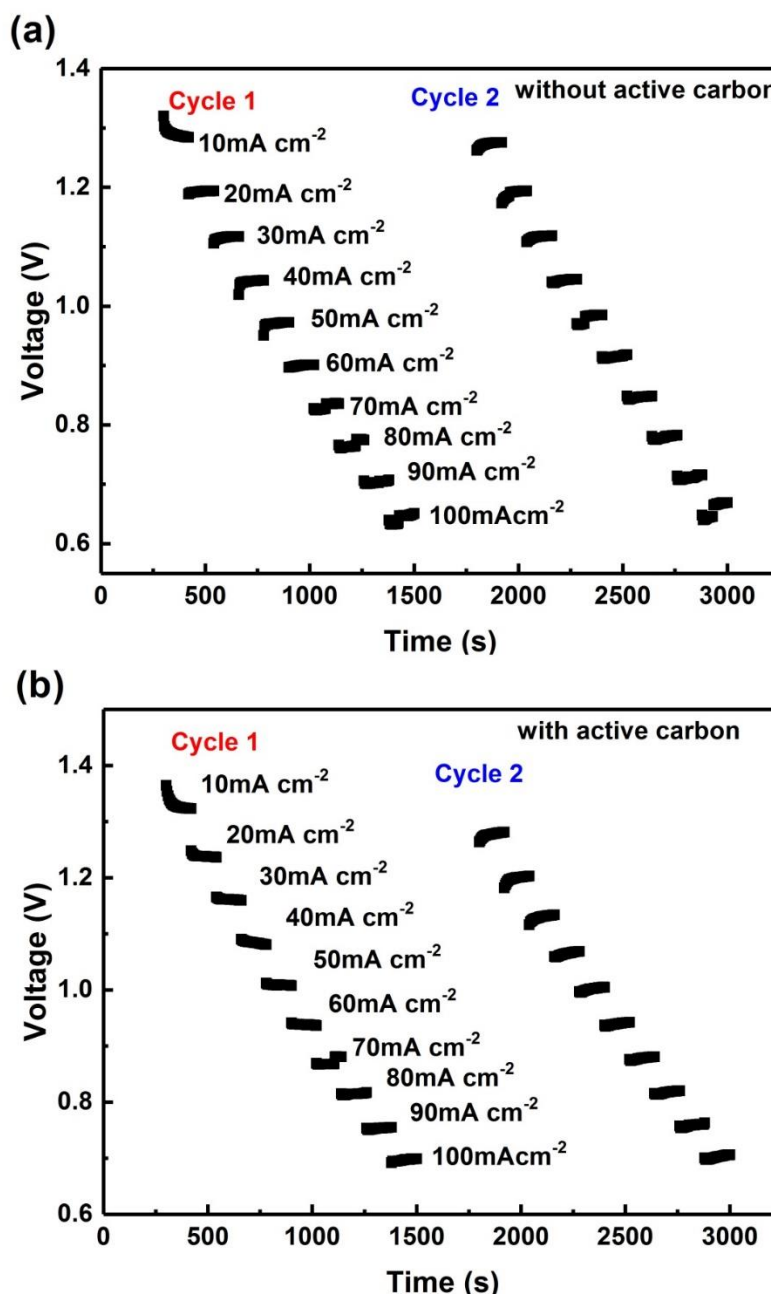 (a)
Cycle 1
Cycle 2
without active carbon
10mA cm⁻²
20mA cm⁻²
30mA cm⁻²
40mA cm⁻²
50mA cm⁻²
60mA cm⁻²
70mA cm⁻²
80mA cm⁻²
90mA cm⁻²
100mAcm⁻²
Voltage (V)
1.4
1.2
1.0
0.8
0.6
0 500 1000 1500 2000 2500 3000
Time (s)
(b)
Cycle 1
Cycle 2
with active carbon
10mA cm⁻²
20mA cm⁻²
30mA cm⁻²
40mA cm⁻²
50mA cm⁻²
60mA cm⁻²
70mA cm⁻²
80mA cm⁻²
90mA cm⁻²
100mAcm⁻²
Voltage (V)
1.4
1.2
1.0
0.8
0.6
0 500 1000 1500 2000 2500 3000
Time (s)